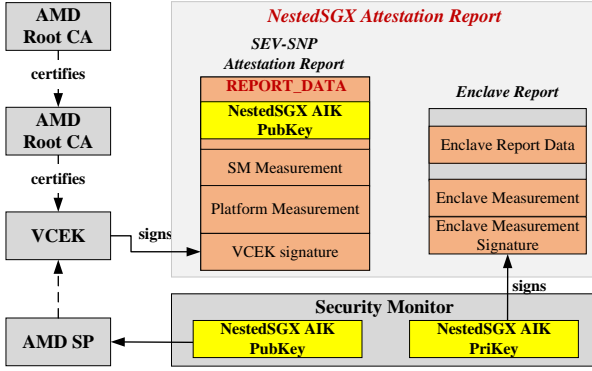 AMD
Root CA
certifies
AMD
Root CA
certifies
VCEK
signs
AMD SP
NestedSGX Attestation Report
SEV-SNP
Attestation Report
REPORT_DATA
NestedSGX AIK
PubKey
SM Measurement
Platform Measurement
VCEK signature
Enclave Report
Enclave Report Data
Enclave Measurement
Enclave Measurement
Signature
signs
Security Monitor
NestedSGX AIK
PubKey
NestedSGX AIK
PriKey